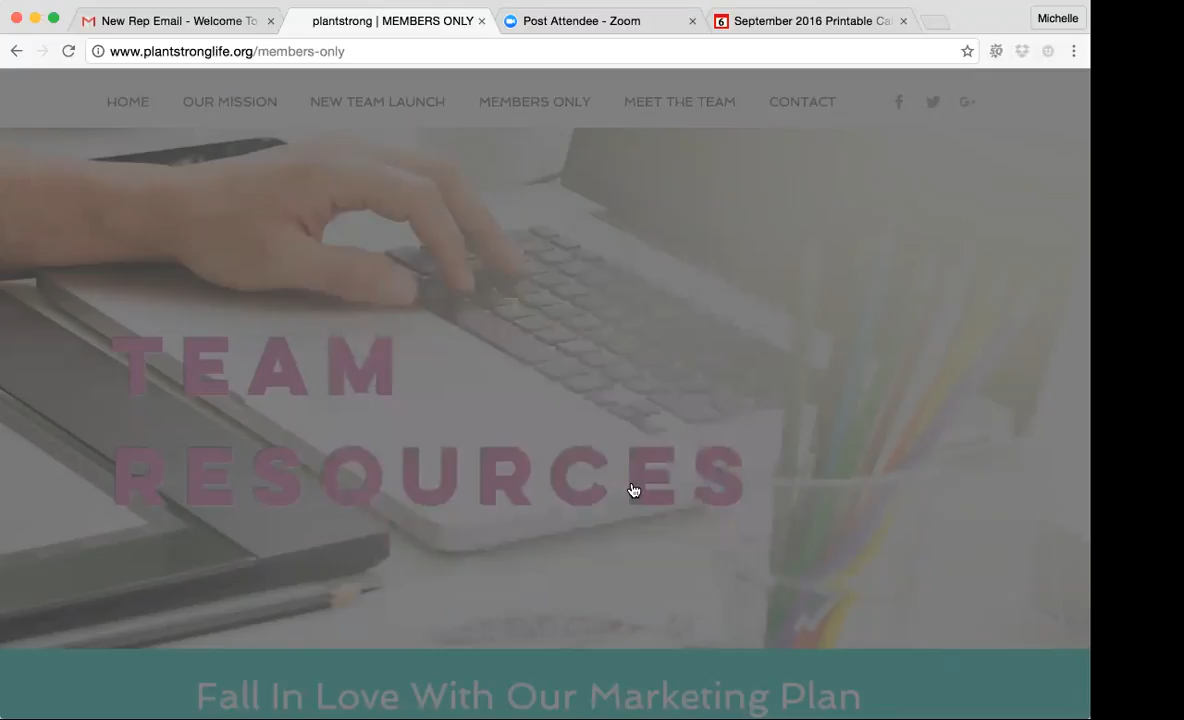 New Rep Email - Welcome To
plantstrong | MEMBERS ONLY
Post Attendee - Zoom
6 September 2016 Printable Ca
Michelle
www.plantstronglife.org/members-only
HOME OUR MISSION NEW TEAM LAUNCH MEMBERS ONLY MEET THE TEAM CONTACT
TEAM
RESOURCES
Fall In Love With Our Marketing Plan